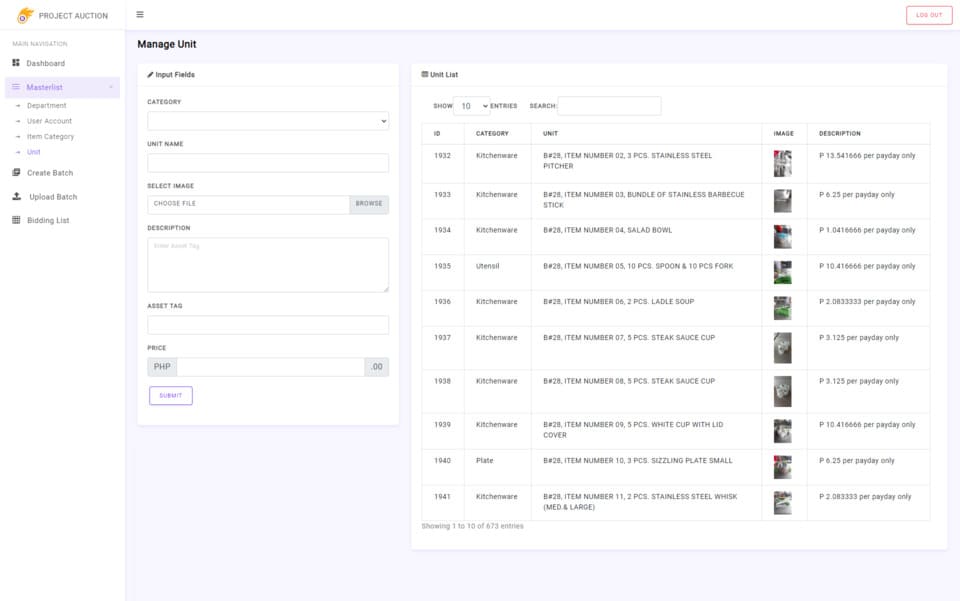 PROJECT AUCTION
LOG OUT
MAIN NAVIGATION
Dashboard
Masterlist
Department
User Account
Item Category
Unit
Create Batch
Upload Batch
Bidding List
Manage Unit
Input Fields
CATEGORY
UNIT NAME
SELECT IMAGE
CHOOSE FILE BROWSE
DESCRIPTION
Enter Asset Tag
ASSET TAG
PRICE
PHP .00
SUBMIT
Unit List
SHOW 10 ENTRIES SEARCH:
ID CATEGORY UNIT IMAGE DESCRIPTION
1932 Kitchenware B#28, ITEM NUMBER 02, 3 PCS. STAINLESS STEEL P 13.541666 per payday only
PITCHER
1933 Kitchenware B#28, ITEM NUMBER 03, BUNDLE OF STAINLESS BARBECUE P 6.25 per payday only
STICK
1934 Kitchenware B#28, ITEM NUMBER 04, SALAD BOWL P 1.0416666 per payday only
1935 Utensil B#28, ITEM NUMBER 05, 10 PCS. SPOON & 10 PCS FORK P 10.416666 per payday only
1936 Kitchenware B#28, ITEM NUMBER 06, 2 PCS. LADLE SOUP P 2.0833333 per payday only
1937 Kitchenware B#28, ITEM NUMBER 07, 5 PCS. STEAK SAUCE CUP P 3.125 per payday only
1938 Kitchenware B#28, ITEM NUMBER 08, 5 PCS. STEAK SAUCE CUP P 3.125 per payday only
1939 Kitchenware B#28, ITEM NUMBER 09, 5 PCS. WHITE CUP WITH LID P 10.416666 per payday only
COVER
1940 Plate B#28, ITEM NUMBER 10, 3 PCS. SIZZLING PLATE SMALL P 6.25 per payday only
1941 Kitchenware B#28, ITEM NUMBER 11, 2 PCS. STAINLESS STEEL WHISK P 2.083333 per payday only
(MED.& LARGE)
Showing 1 to 10 of 673 entries